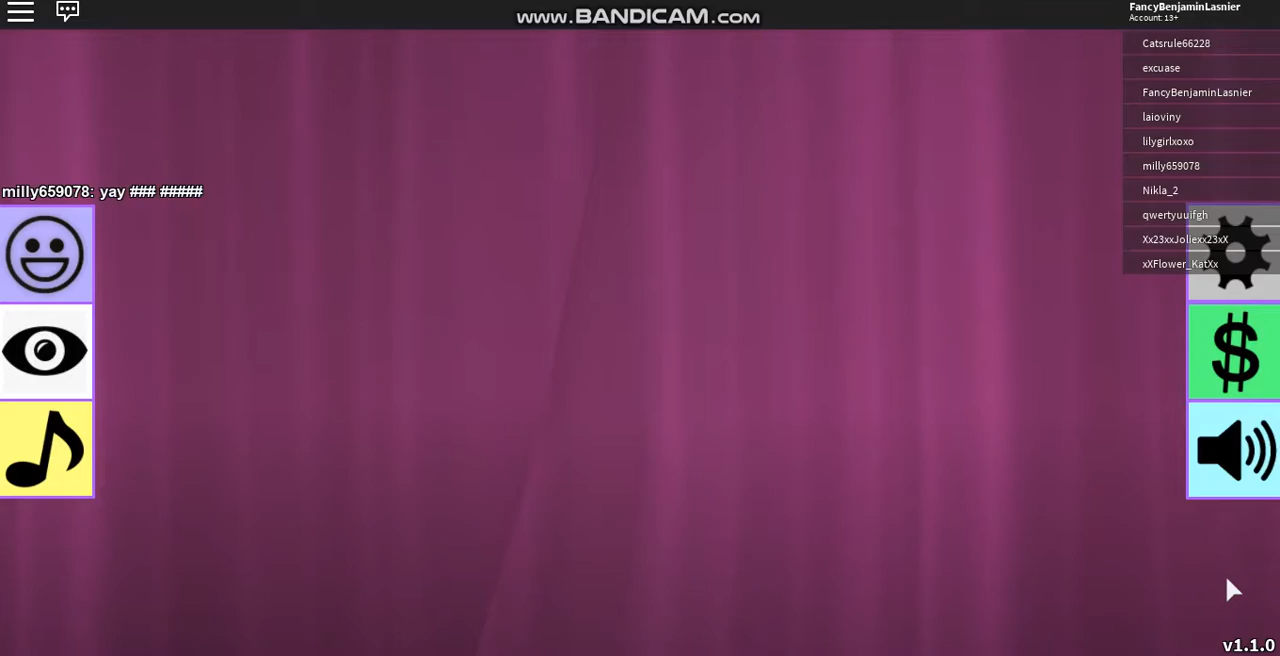 www.BANDICAM.com
FancyBenjaminLasnier
Account: 13+
Catsrule66228
excuase
FancyBenjaminLasnier
laioviny
lilygirlxoxo
milly659078
Nikla_2
qwertyuuifgh
Xx23xxJoliexx23xX
xXFlower_KatXx
milly659078: yay ### #####
$
v1.1.0